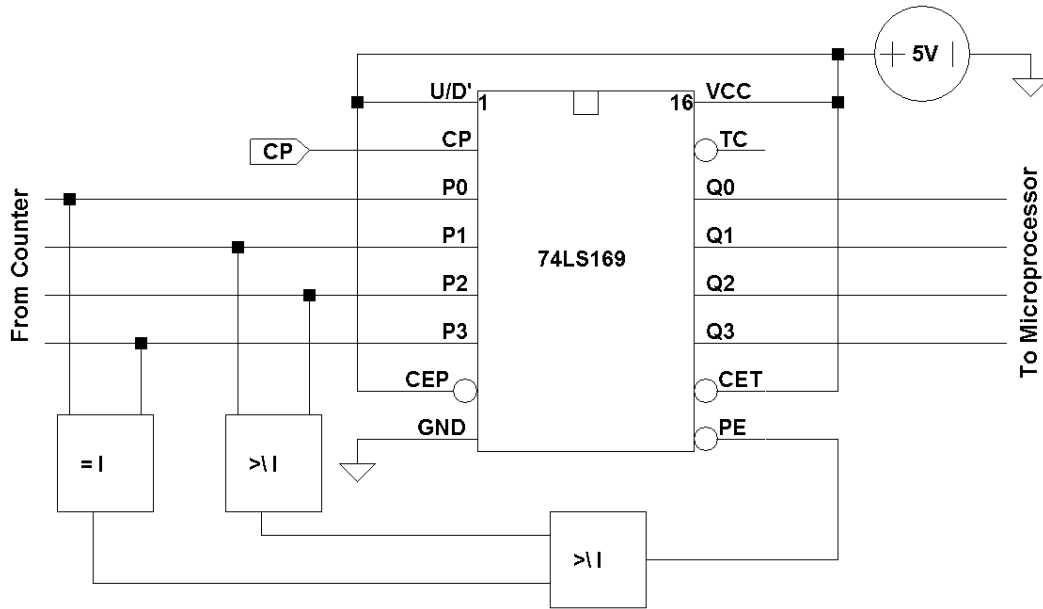 5V
U/D'
1
16
VCC
CP
CP
TC
P0
Q0
P1
Q1
74LS169
P2
Q2
P3
Q3
CEP
CET
GND
PE
From Counter
To Microprocessor
= I
>\ I
>\ I